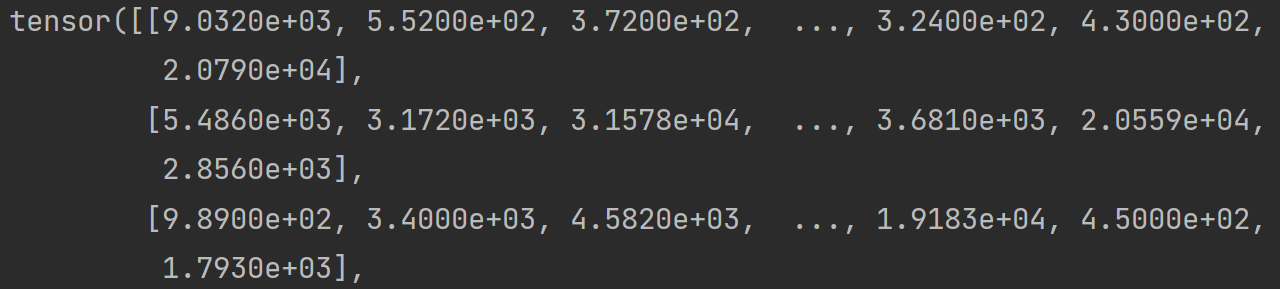 tensor([[9.0320e+03, 5.5200e+02, 3.7200e+02,  ..., 3.2400e+02, 4.3000e+02,
2.0790e+04],
[5.4860e+03, 3.1720e+03, 3.1578e+04,  ..., 3.6810e+03, 2.0559e+04,
2.8560e+03],
[9.8900e+02, 3.4000e+03, 4.5820e+03,  ..., 1.9183e+04, 4.5000e+02,
1.7930e+03],